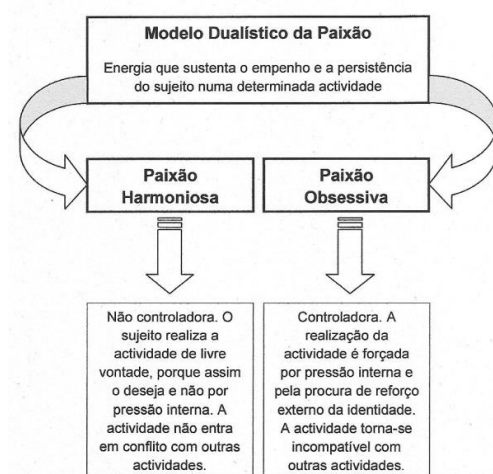 Modelo Dualístico da Paixão
Energia que sustenta o empenho e a persistência
do sujeito numa determinada actividade
Paixão
Harmoniosa
Paixão
Obsessiva
Não controladora. O
sujeito realiza a
actividade de livre
vontade, porque assim
o deseja e não por
pressão interna. A
actividade não entra
em conflito com outras
actividades.
Controladora. A
realização da
actividade é forçada
por pressão interna e
pela procura de reforço
externo da identidade.
A actividade torna-se
incompatível com
outras actividades.